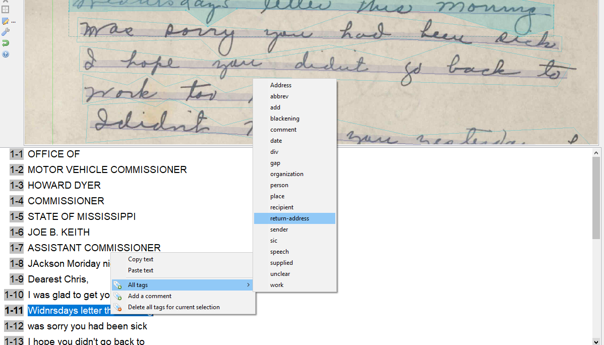 Wednesdays letter this morning
was sorry you had been sick
I hope you didnt go back to
work too
I didn't
you yesterday I
1-1 OFFICE OF
1-2 MOTOR VEHICLE COMMISSIONER
1-3 HOWARD DYER
1-4 COMMISSIONER
1-5 STATE OF MISSISSIPPI
1-6 JOE B. KEITH
1-7 ASSISTANT COMMISSIONER
1-8 JAckson Moriday ni
1-9 Dearest Chris,
1-10 I was glad to get yo
1-11 Widnrsdays letter th
1-12 was sorry you had been sick
1-13 I hope you didn't go back to
Copy text
Paste text
All tags
Add a comment
Delete all tags for current selection
Address
abbrev
add
blackening
comment
date
div
gap
organization
person
place
recipient
return-address
sender
sic
speech
supplied
unclear
work